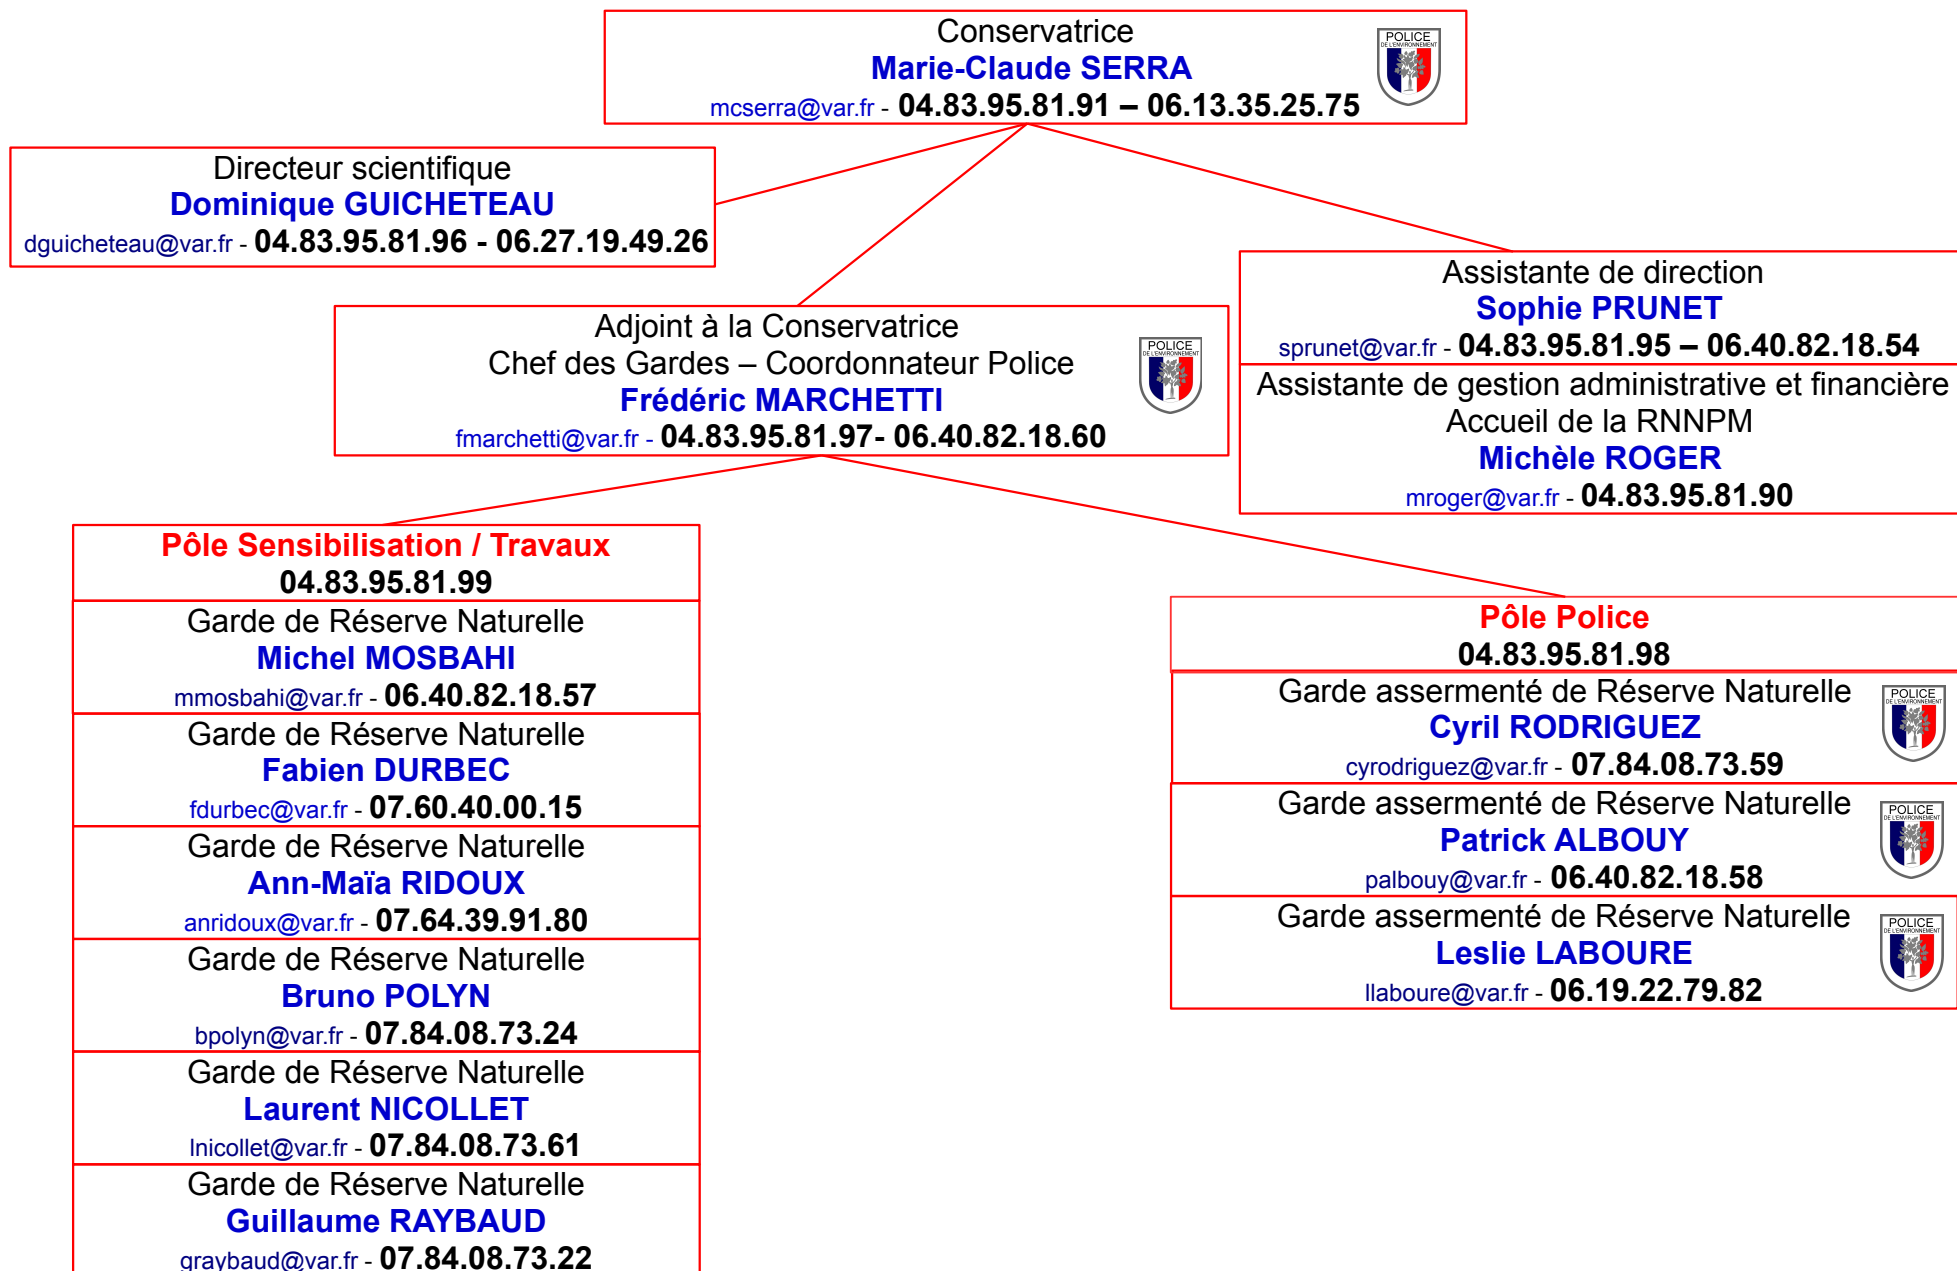 Conservatrice
Marie-Claude SERRA
mcserra@var.fr - 04.83.95.81.91 – 06.13.35.25.75
POLICE
DE L'ENVIRONNEMENT
Directeur scientifique
Dominique GUICHETEAU
dguicheteau@var.fr - 04.83.95.81.96 - 06.27.19.49.26
Adjoint à la Conservatrice
Chef des Gardes – Coordonnateur Police
Frédéric MARCHETTI
fmarchetti@var.fr - 04.83.95.81.97- 06.40.82.18.60
POLICE
DE L'ENVIRONNEMENT
Assistante de direction
Sophie PRUNET
sprunet@var.fr - 04.83.95.81.95 – 06.40.82.18.54
Assistante de gestion administrative et financière
Accueil de la RNNPM
Michèle ROGER
mroger@var.fr - 04.83.95.81.90
Pôle Sensibilisation / Travaux
04.83.95.81.99
Garde de Réserve Naturelle
Michel MOSBAHI
mmosbahi@var.fr - 06.40.82.18.57
Garde de Réserve Naturelle
Fabien DURBEC
fdurbec@var.fr - 07.60.40.00.15
Garde de Réserve Naturelle
Ann-Maïa RIDOUX
anridoux@var.fr - 07.64.39.91.80
Garde de Réserve Naturelle
Bruno POLYN
bpolyn@var.fr - 07.84.08.73.24
Garde de Réserve Naturelle
Laurent NICOLLET
lnicollet@var.fr - 07.84.08.73.61
Garde de Réserve Naturelle
Guillaume RAYBAUD
graybaud@var.fr - 07.84.08.73.22
Pôle Police
04.83.95.81.98
Garde assermenté de Réserve Naturelle
Cyril RODRIGUEZ
cyrodriguez@var.fr - 07.84.08.73.59
POLICE
DE L'ENVIRONNEMENT
Garde assermenté de Réserve Naturelle
Patrick ALBOUY
palbouy@var.fr - 06.40.82.18.58
POLICE
DE L'ENVIRONNEMENT
Garde assermenté de Réserve Naturelle
Leslie LABOURE
llaboure@var.fr - 06.19.22.79.82
POLICE
DE L'ENVIRONNEMENT